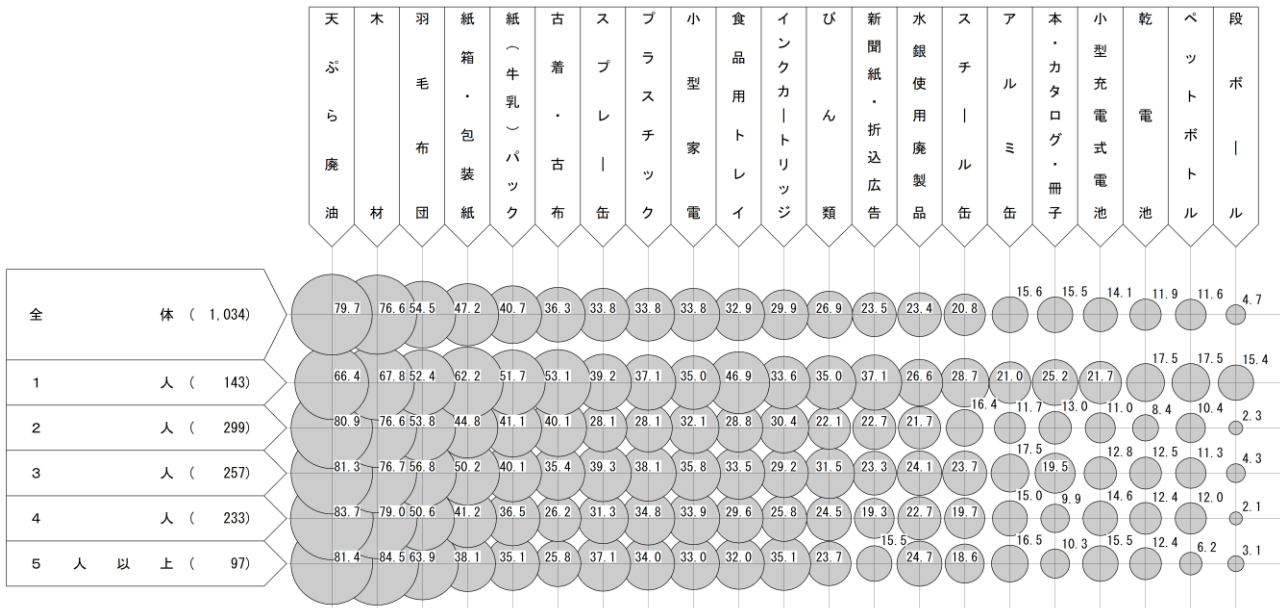 天ぷら廃油
木材
羽毛布団
紙箱・包装紙
紙（牛乳）パック
古着・古布
スプレー缶
プラスチック
小型家電
食品用トレイ
インクカートリッジ
びん類
新聞紙・折込広告
水銀使用廃製品
スチール缶
アルミ缶
本・カタログ・冊子
小型充電式電池
乾電池
ペットボトル
段ボール
全体（ 1,034) 79.7 76.6 54.5 47.2 40.7 36.3 33.8 33.8 33.8 32.9 29.9 26.9 23.5 23.4 20.8 15.6 15.5 14.1 11.9 11.6 4.7
1人（ 143) 66.4 67.8 52.4 62.2 51.7 53.1 39.2 37.1 35.0 46.9 33.6 35.0 37.1 26.6 28.7 21.0 25.2 21.7 17.5 17.5 15.4
2人（ 299) 80.9 76.6 53.8 44.8 41.1 40.1 28.1 28.1 32.1 28.8 30.4 22.1 22.7 21.7 16.4 11.7 13.0 11.0 8.4 10.4 2.3
3人（ 257) 81.3 76.7 56.8 50.2 40.1 35.4 39.3 38.1 35.8 33.5 29.2 31.5 23.3 24.1 23.7 17.5 19.5 12.8 12.5 11.3 4.3
4人（ 233) 83.7 79.0 50.6 41.2 36.5 26.2 31.3 34.8 33.9 29.6 25.8 24.5 19.3 22.7 19.7 15.0 9.9 14.6 12.4 12.0 2.1
5人以上（ 97) 81.4 84.5 63.9 38.1 35.1 25.8 37.1 34.0 33.0 32.0 35.1 23.7 15.5 24.7 18.6 16.5 10.3 15.5 12.4 6.2 3.1